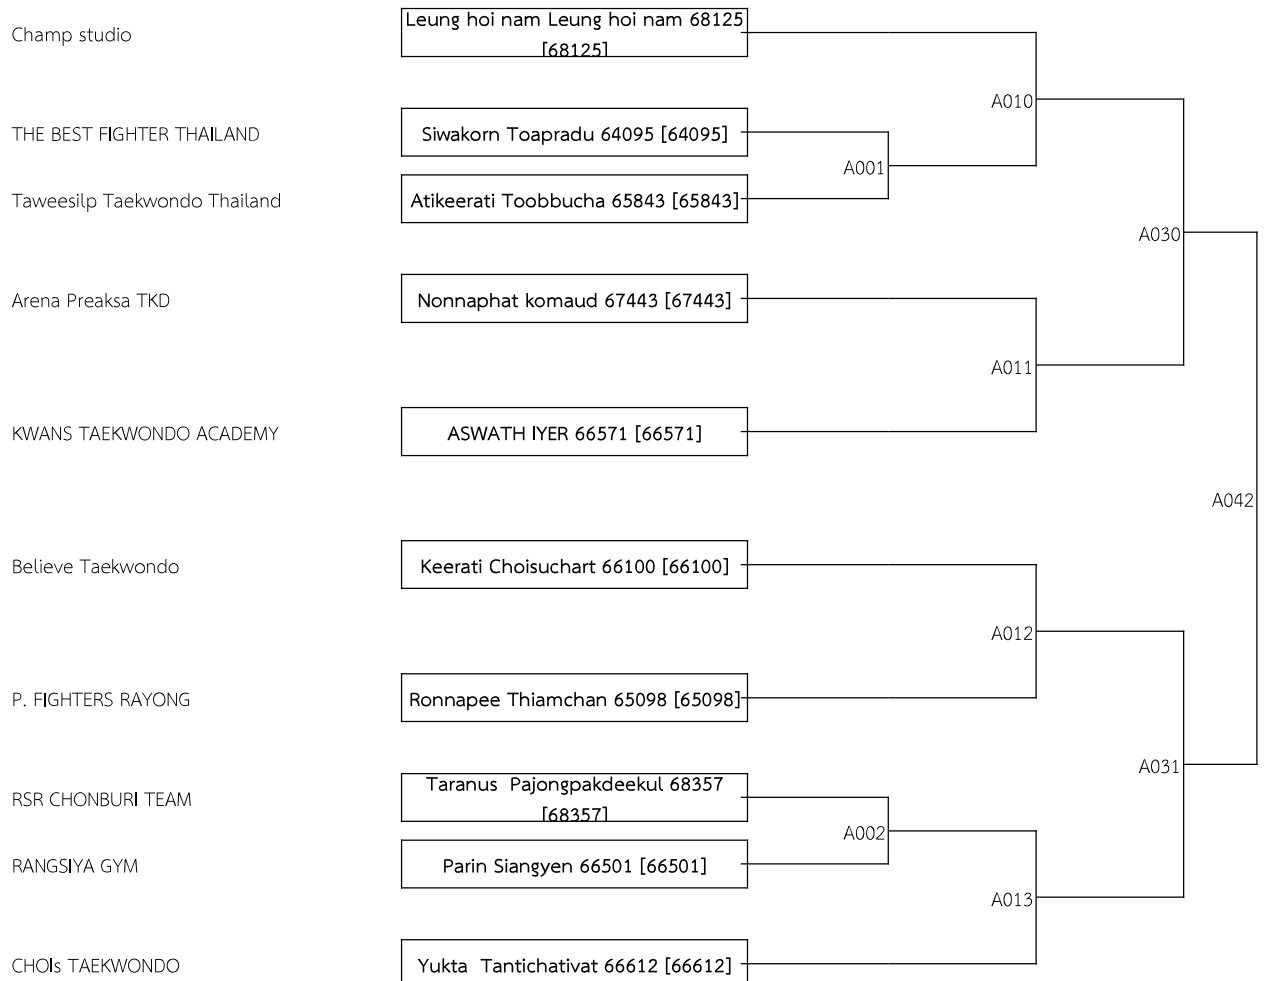 Leung hoi nam Leung hoi nam 68125
Champ studio
[68125]
A010
THE BEST FIGHTER THAILAND
Siwakorn Toapradu 64095 [64095]
A001
Taweesilp Taekwondo Thailand
Atikeerati Toobbucha 65843 [65843]
A030
Arena Preaksa TKD
Nonnaphat komaud 67443 [67443]
A011
KWANS TAEKWONDO ACADEMY
ASWATH IYER 66571 [66571]
A042
Believe Taekwondo
Keerati Choisuchart 66100 [66100]
A012
P. FIGHTERS RAYONG
Ronnapee Thiamchan 65098 [65098]
A031
Taranus  Pajongpakdeekul 68357
RSR CHONBURI TEAM
[68357]
A002
RANGSIYA GYM
Parin Siangyen 66501 [66501]
A013
CHOIs TAEKWONDO
Yukta  Tantichativat 66612 [66612]